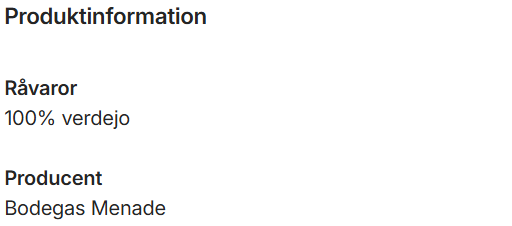 Produktinformation
Råvaror
100% verdejo
Producent
Bodegas Menade